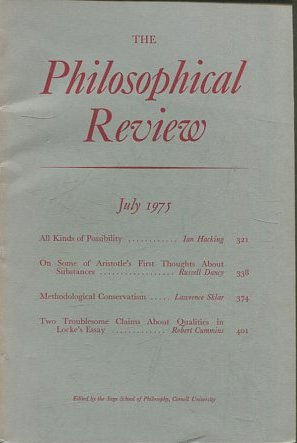 THE
Philosophical
Review
July 1975
All Kinds of Possibility ............ Ian Hacking 321
On Some of Aristotle's First Thoughts About
Substances .................. Russell Dancy 338
Methodological Conservatism ..... Lawrence Sklar 374
Two Troublesome Claims About Qualities in
Locke's Essay ............. Robert Cummins 401
Edited by the Sage School of Philosophy, Cornell University